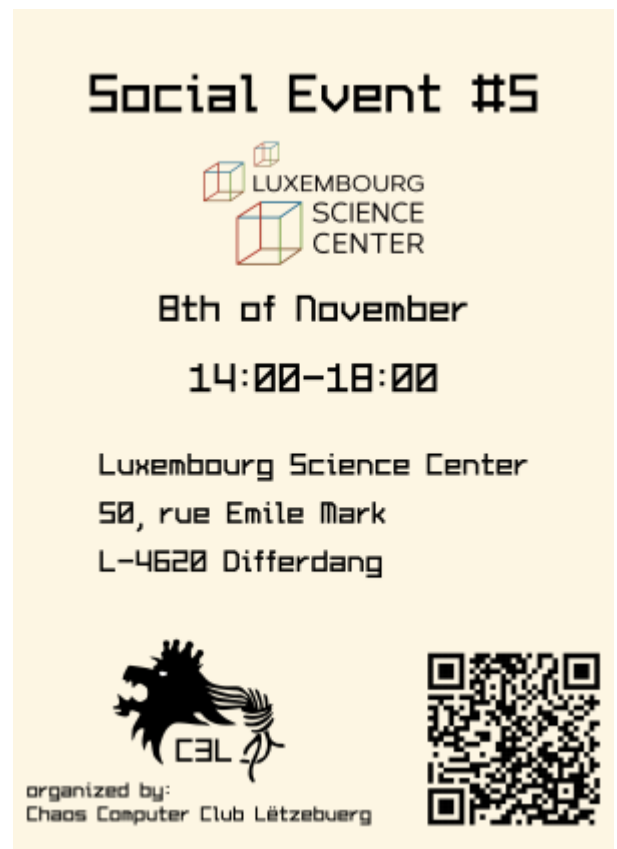 Social Event #5
LUXEMBOURG
SCIENCE
CENTER
8th of November
14:00-18:00
Luxembourg Science Center
50, rue Emile Mark
L-4620 Differdang
C3L
organized by:
Chaos Computer Club Lëtzebuerg